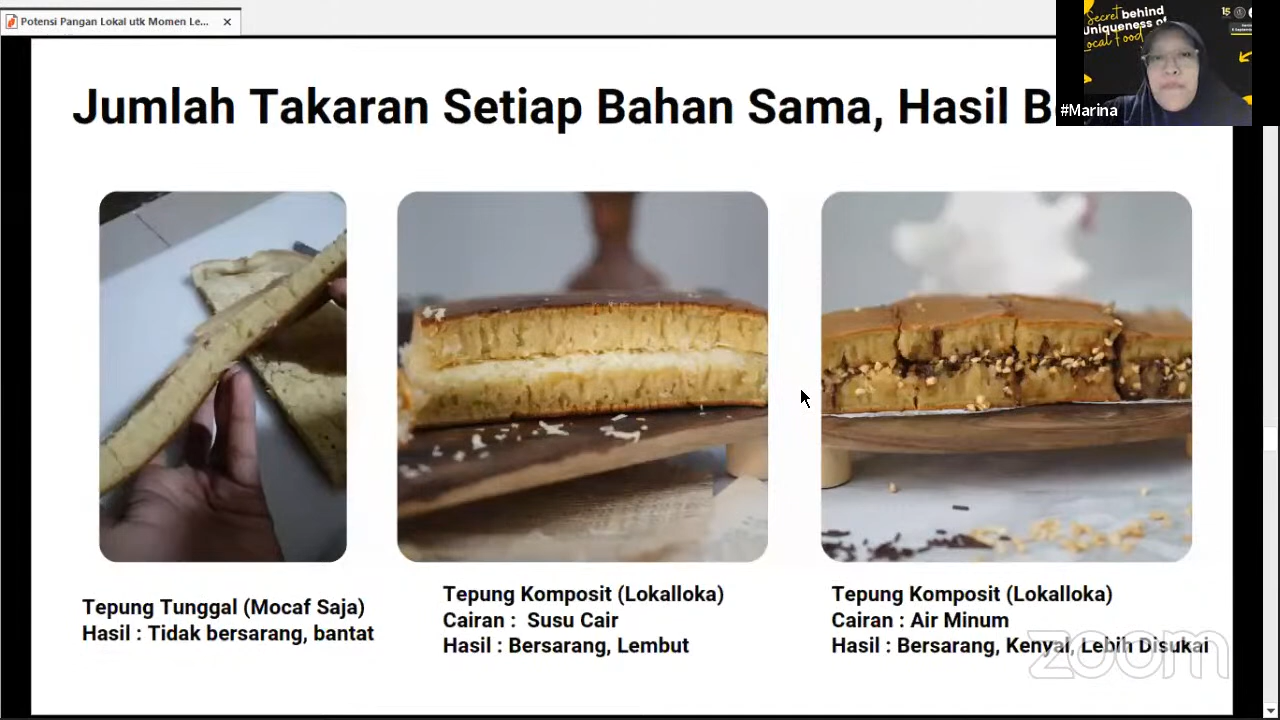 Potensi Pangan Lokal utk Momen Le...
Secret behind
Uniqueness of
Local Food
15
#Marina
Jumlah Takaran Setiap Bahan Sama, Hasil B
Tepung Tunggal (Mocaf Saja)
Hasil : Tidak bersarang, bantat
Tepung Komposit (Lokalloka)
Cairan : Susu Cair
Hasil : Bersarang, Lembut
Tepung Komposit (Lokalloka)
Cairan : Air Minum
Hasil : Bersarang, Kenyal, Lebih Disukai
zoom